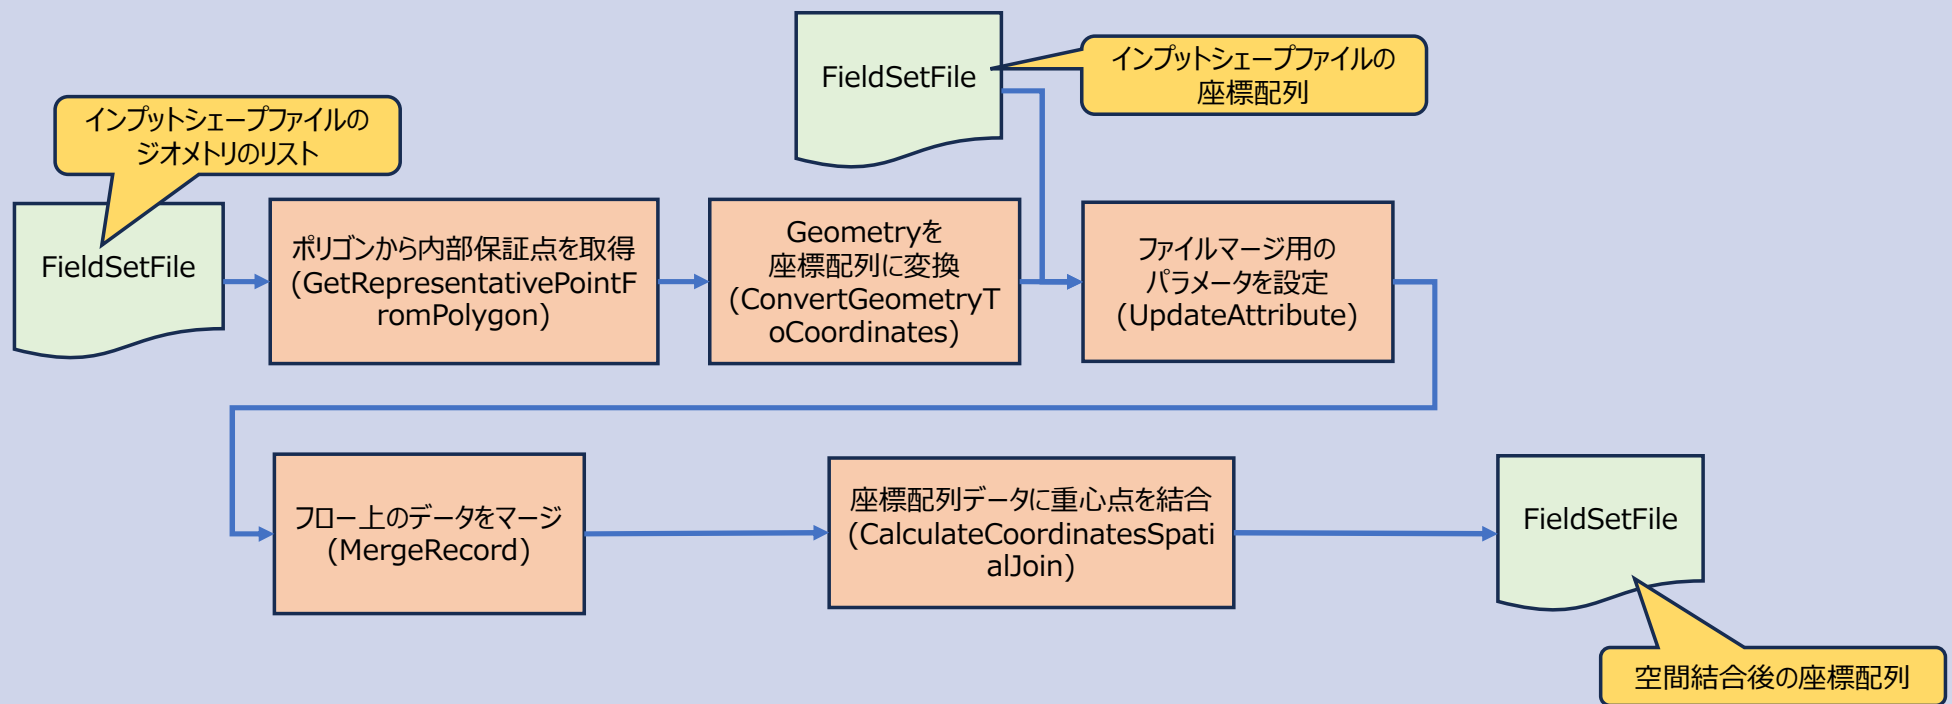 FieldSetFile
インプットシェープファイルの
座標配列
インプットシェープファイルの
ジオメトリのリスト
FieldSetFile
ポリゴンから内部保証点を取得
(GetRepresentativePointF
romPolygon)
Geometryを
座標配列に変換
(ConvertGeometryT
oCoordinates)
ファイルマージ用の
パラメータを設定
(UpdateAttribute)
フロー上のデータをマージ
(MergeRecord)
座標配列データに重心点を結合
(CalculateCoordinatesSpati
alJoin)
FieldSetFile
空間結合後の座標配列